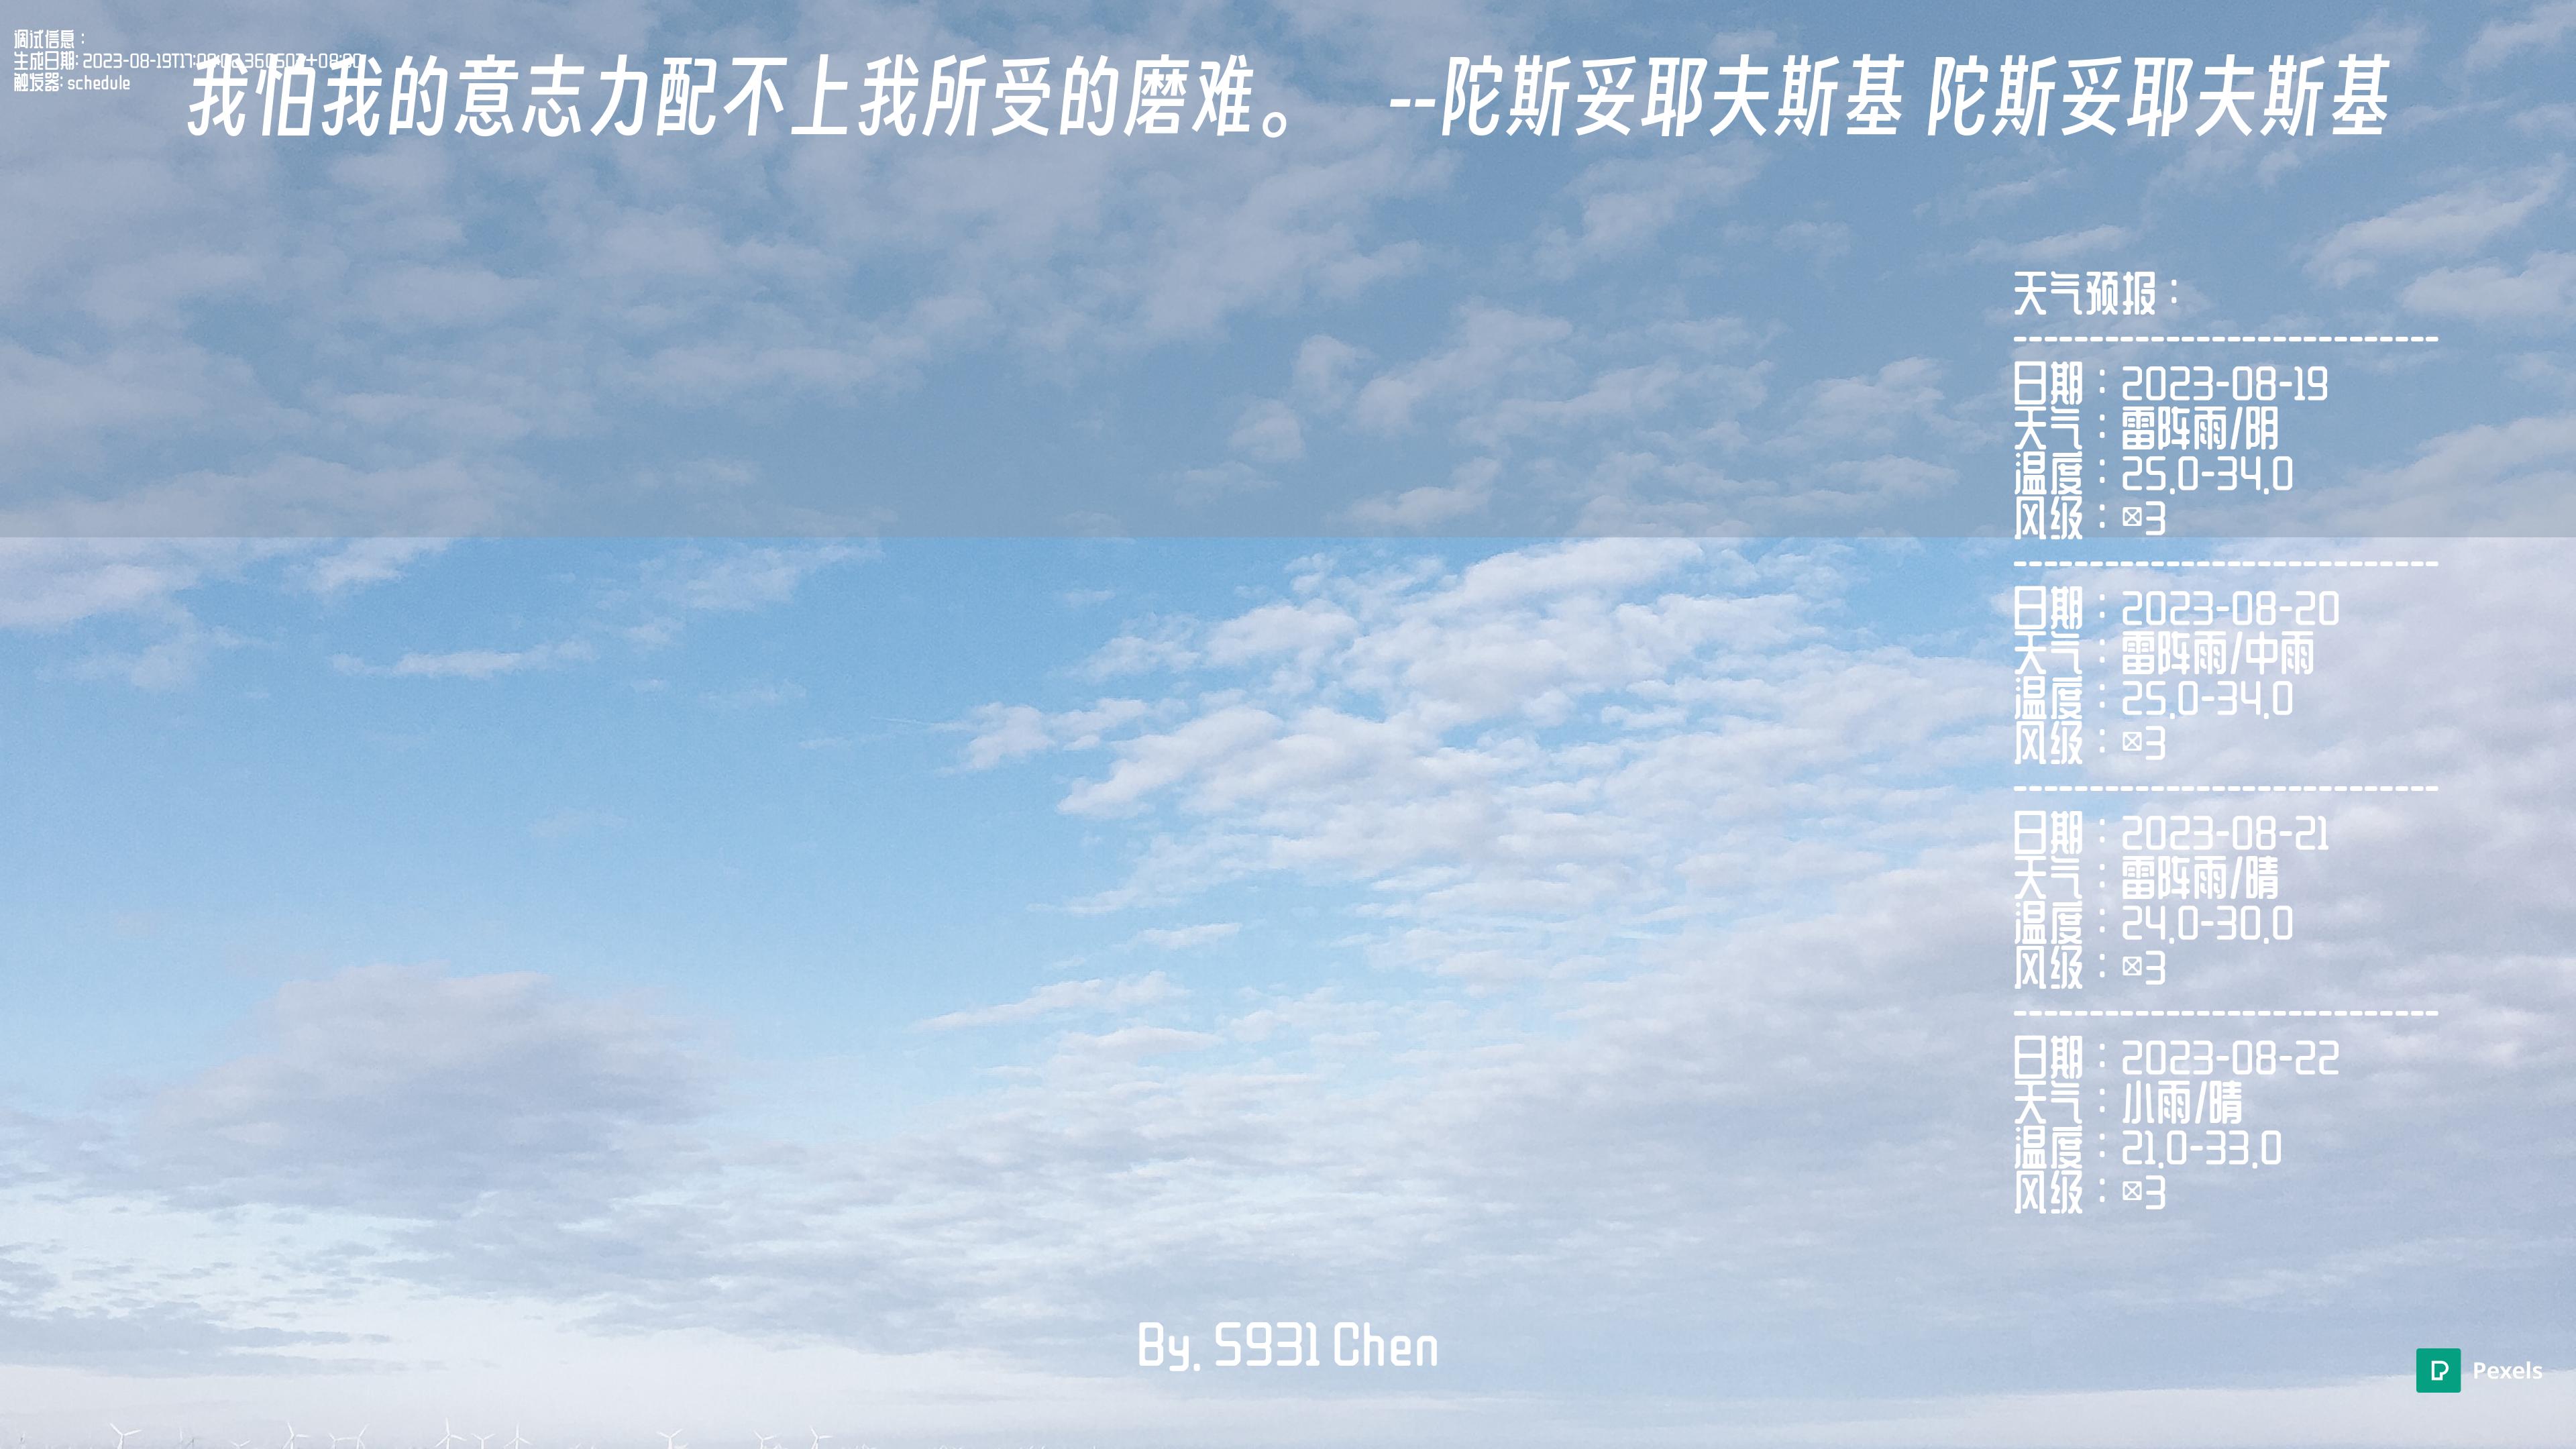 调试信息：
生成日期: 2023-08-19T17:
触发器: schedule
我怕我的意志力配不上我所受的磨难。 --陀斯妥耶夫斯基 陀斯妥耶夫斯基
天气预报：
----------------------------
日期：2023-08-19
天气：雷阵雨/阴
温度：25.0-34.0
风级：☒3
----------------------------
日期：2023-08-20
天气：雷阵雨/中雨
温度：25.0-34.0
风级：☒3
----------------------------
日期：2023-08-21
天气：雷阵雨/晴
温度：24.0-30.0
风级：☒3
----------------------------
日期：2023-08-22
天气：小雨/晴
温度：21.0-33.0
风级：☒3
By. S931 Chen
Pexels